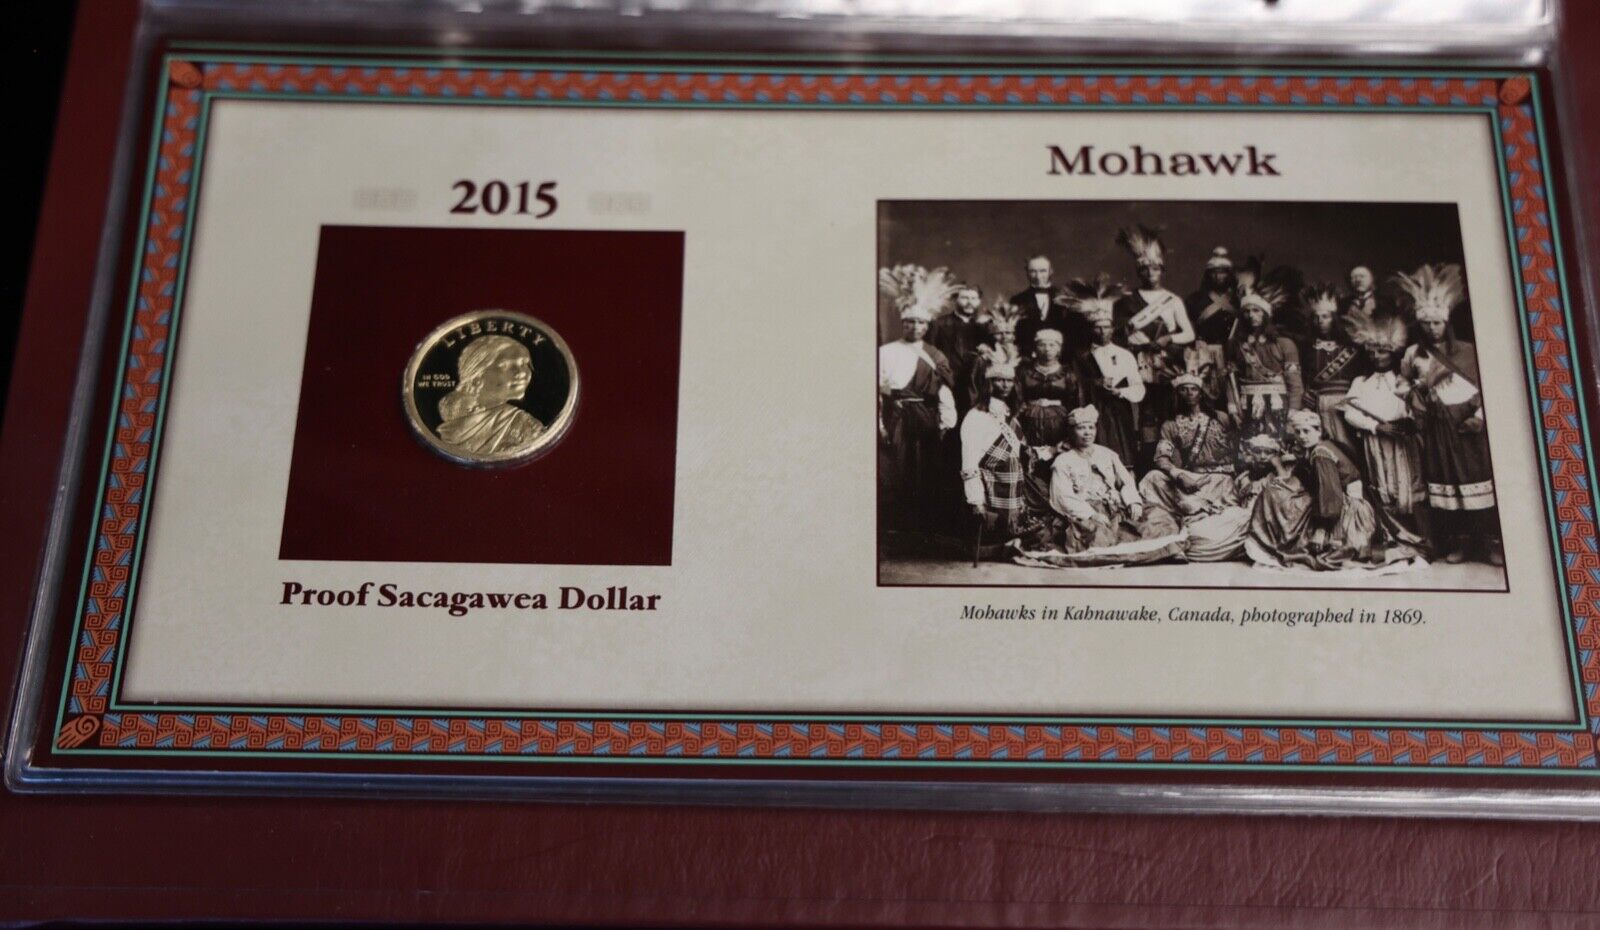 2015
LIBERTY
IN GOD
WE TRUST
Proof Sacagawea Dollar
Mohawk
Mohawks in Kahnawake, Canada, photographed in 1869.